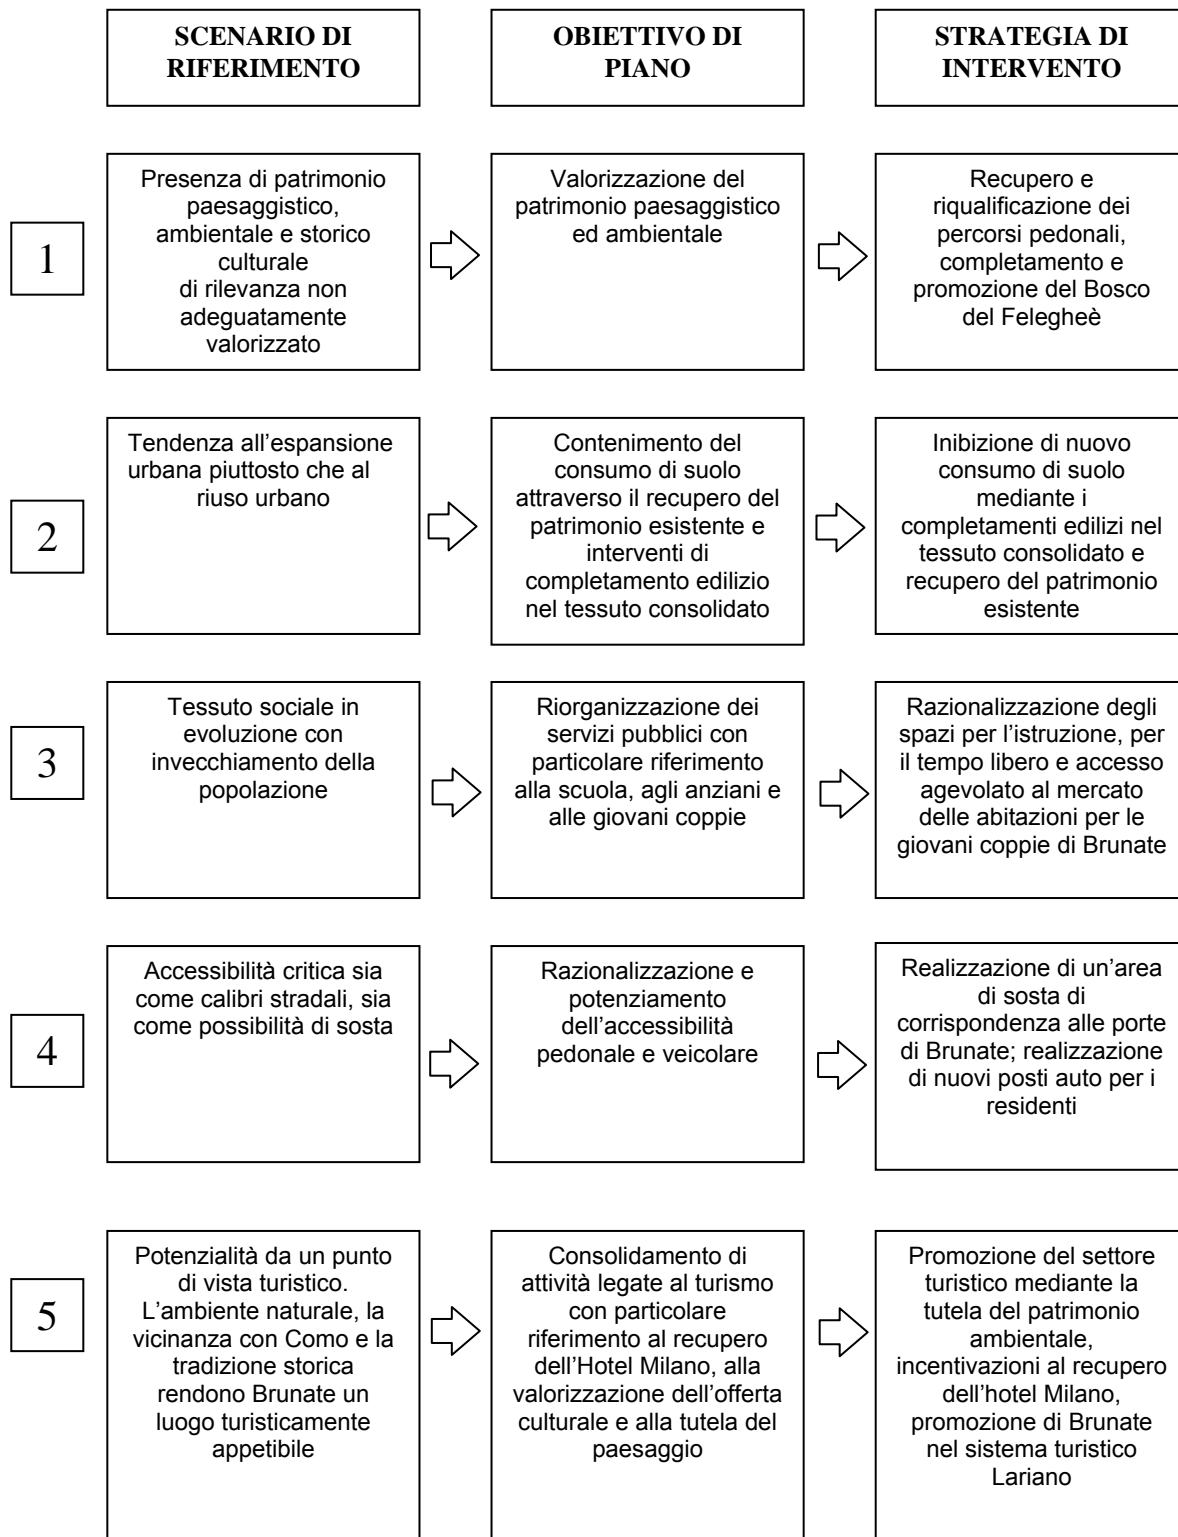 SCENARIO DI
RIFERIMENTO
OBIETTIVO DI
PIANO
STRATEGIA DI
INTERVENTO
1
Presenza di patrimonio
paesaggistico,
ambientale e storico
culturale
di rilevanza non
adeguatamente
valorizzato
Valorizzazione del
patrimonio paesaggistico
ed ambientale
Recupero e
riqualificazione dei
percorsi pedonali,
completamento e
promozione del Bosco
del Felegheè
2
Tendenza all’espansione
urbana piuttosto che al
riuso urbano
Contenimento del
consumo di suolo
attraverso il recupero del
patrimonio esistente e
interventi di
completamento edilizio
nel tessuto consolidato
Inibizione di nuovo
consumo di suolo
mediante i
completamenti edilizi nel
tessuto consolidato e
recupero del patrimonio
esistente
3
Tessuto sociale in
evoluzione con
invecchiamento della
popolazione
Riorganizzazione dei
servizi pubblici con
particolare riferimento
alla scuola, agli anziani e
alle giovani coppie
Razionalizzazione degli
spazi per l’istruzione, per
il tempo libero e accesso
agevolato al mercato
delle abitazioni per le
giovani coppie di Brunate
4
Accessibilità critica sia
come calibri stradali, sia
come possibilità di sosta
Razionalizzazione e
potenziamento
dell’accessibilità
pedonale e veicolare
Realizzazione di un’area
di sosta di
corrispondenza alle porte
di Brunate; realizzazione
di nuovi posti auto per i
residenti
5
Potenzialità da un punto
di vista turistico.
L’ambiente naturale, la
vicinanza con Como e la
tradizione storica
rendono Brunate un
luogo turisticamente
appetibile
Consolidamento di
attività legate al turismo
con particolare
riferimento al recupero
dell’Hotel Milano, alla
valorizzazione dell’offerta
culturale e alla tutela del
paesaggio
Promozione del settore
turistico mediante la
tutela del patrimonio
ambientale,
incentivazioni al recupero
dell’hotel Milano,
promozione di Brunate
nel sistema turistico
Lariano